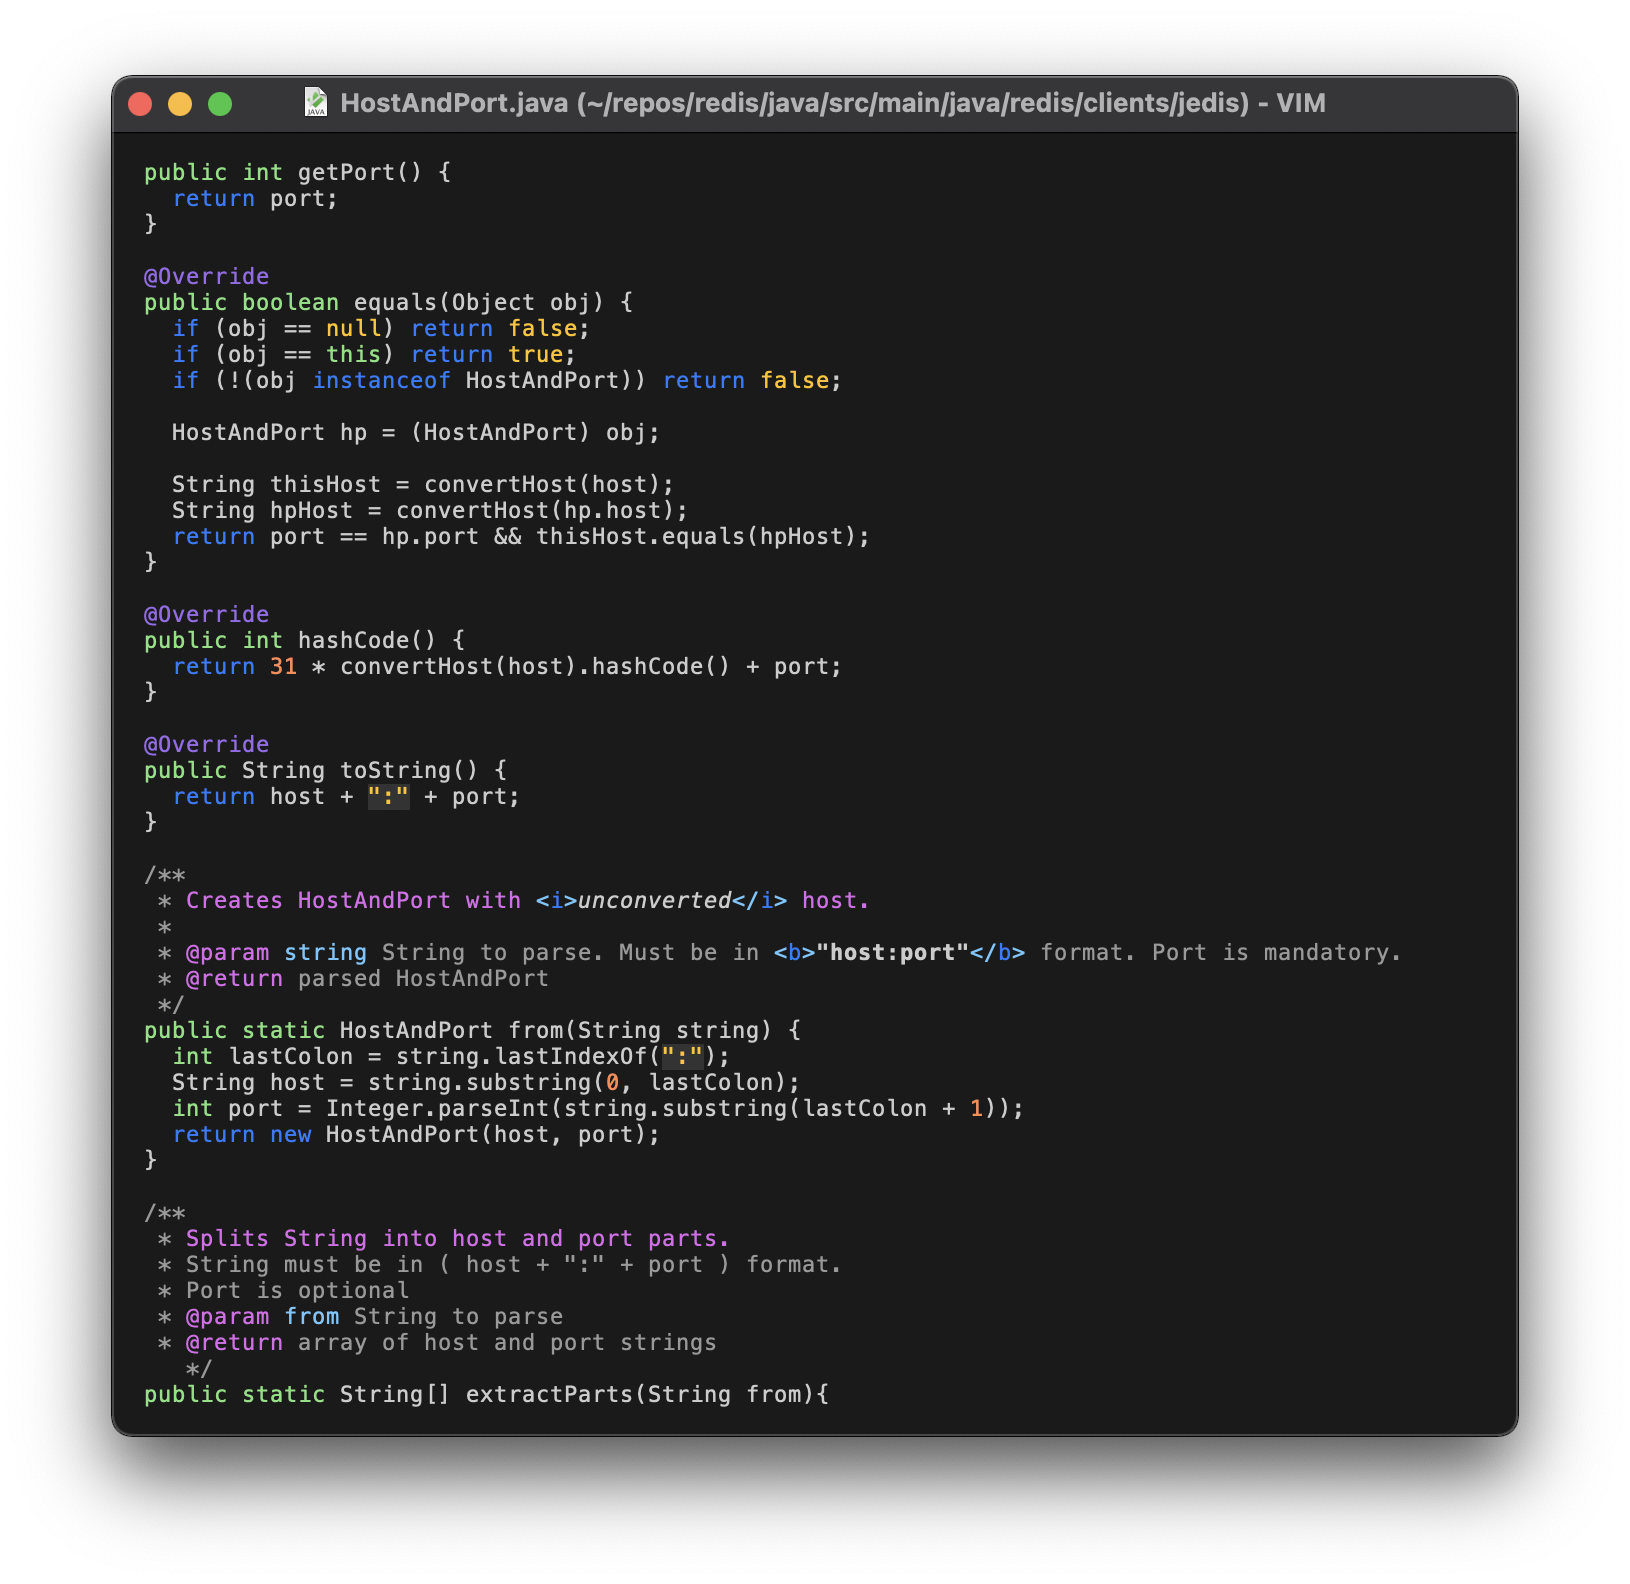 JAVA
HostAndPort.java (~/repos/redis/java/src/main/java/redis/clients/jedis) - VIM
public int getPort() {
  return port;
}

@Override
public boolean equals(Object obj) {
  if (obj == null) return false;
  if (obj == this) return true;
  if (!(obj instanceof HostAndPort)) return false;

  HostAndPort hp = (HostAndPort) obj;

  String thisHost = convertHost(host);
  String hpHost = convertHost(hp.host);
  return port == hp.port && thisHost.equals(hpHost);
}

@Override
public int hashCode() {
  return 31 * convertHost(host).hashCode() + port;
}

@Override
public String toString() {
  return host + ":" + port;
}

/**
 * Creates HostAndPort with <i>unconverted</i> host.
 *
 * @param string String to parse. Must be in <b>"host:port"</b> format. Port is mandatory.
 * @return parsed HostAndPort
 */
public static HostAndPort from(String string) {
  int lastColon = string.lastIndexOf(":");
  String host = string.substring(0, lastColon);
  int port = Integer.parseInt(string.substring(lastColon + 1));
  return new HostAndPort(host, port);
}

/**
 * Splits String into host and port parts.
 * String must be in ( host + ":" + port ) format.
 * Port is optional
 * @param from String to parse
 * @return array of host and port strings
   */
public static String[] extractParts(String from){